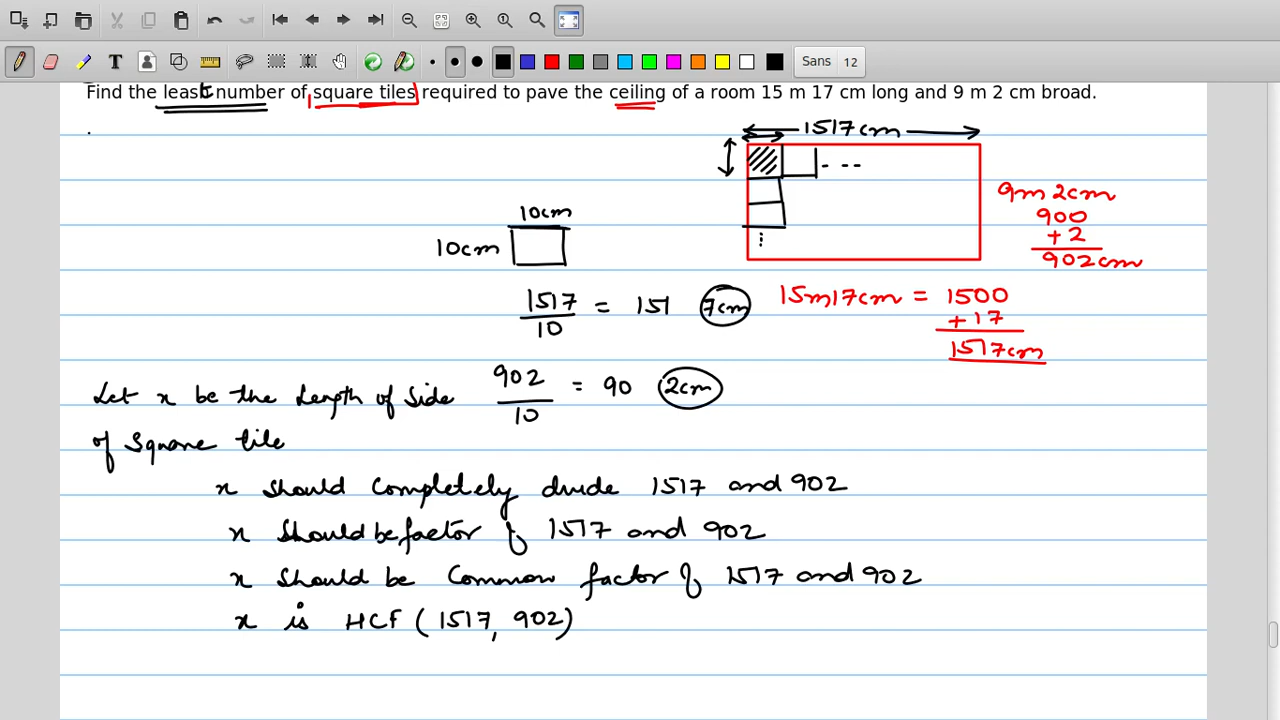 Sans 12
Find the least number of square tiles required to pave the ceiling of a room 15 m 17 cm long and 9 m 2 cm broad.
.
1517cm
9m 2cm
900
+ 2
902cm
10cm
10cm
1517/10 = 151 7cm
15m17cm = 1500
+ 17
1517cm
902/10 = 90 2cm
Let x be the Length of Side
of Square tile
x should completely divide 1517 and 902
x should be factor of 1517 and 902
x should be common factor of 1517 and 902
x is HCF (1517, 902)